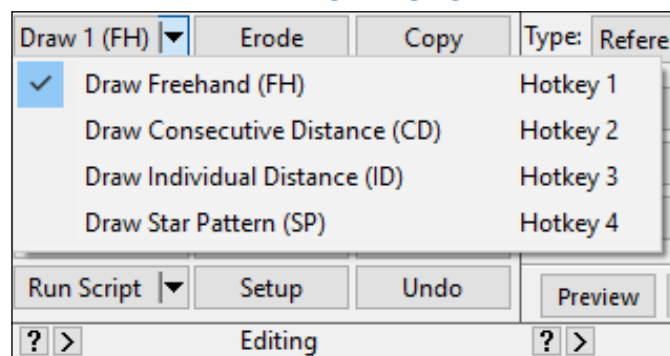 Draw 1 (FH) Erode Copy Type: Refere
Draw Freehand (FH) Hotkey 1
Draw Consecutive Distance (CD) Hotkey 2
Draw Individual Distance (ID) Hotkey 3
Draw Star Pattern (SP) Hotkey 4
Run Script Setup Undo Preview
? > Editing ? >